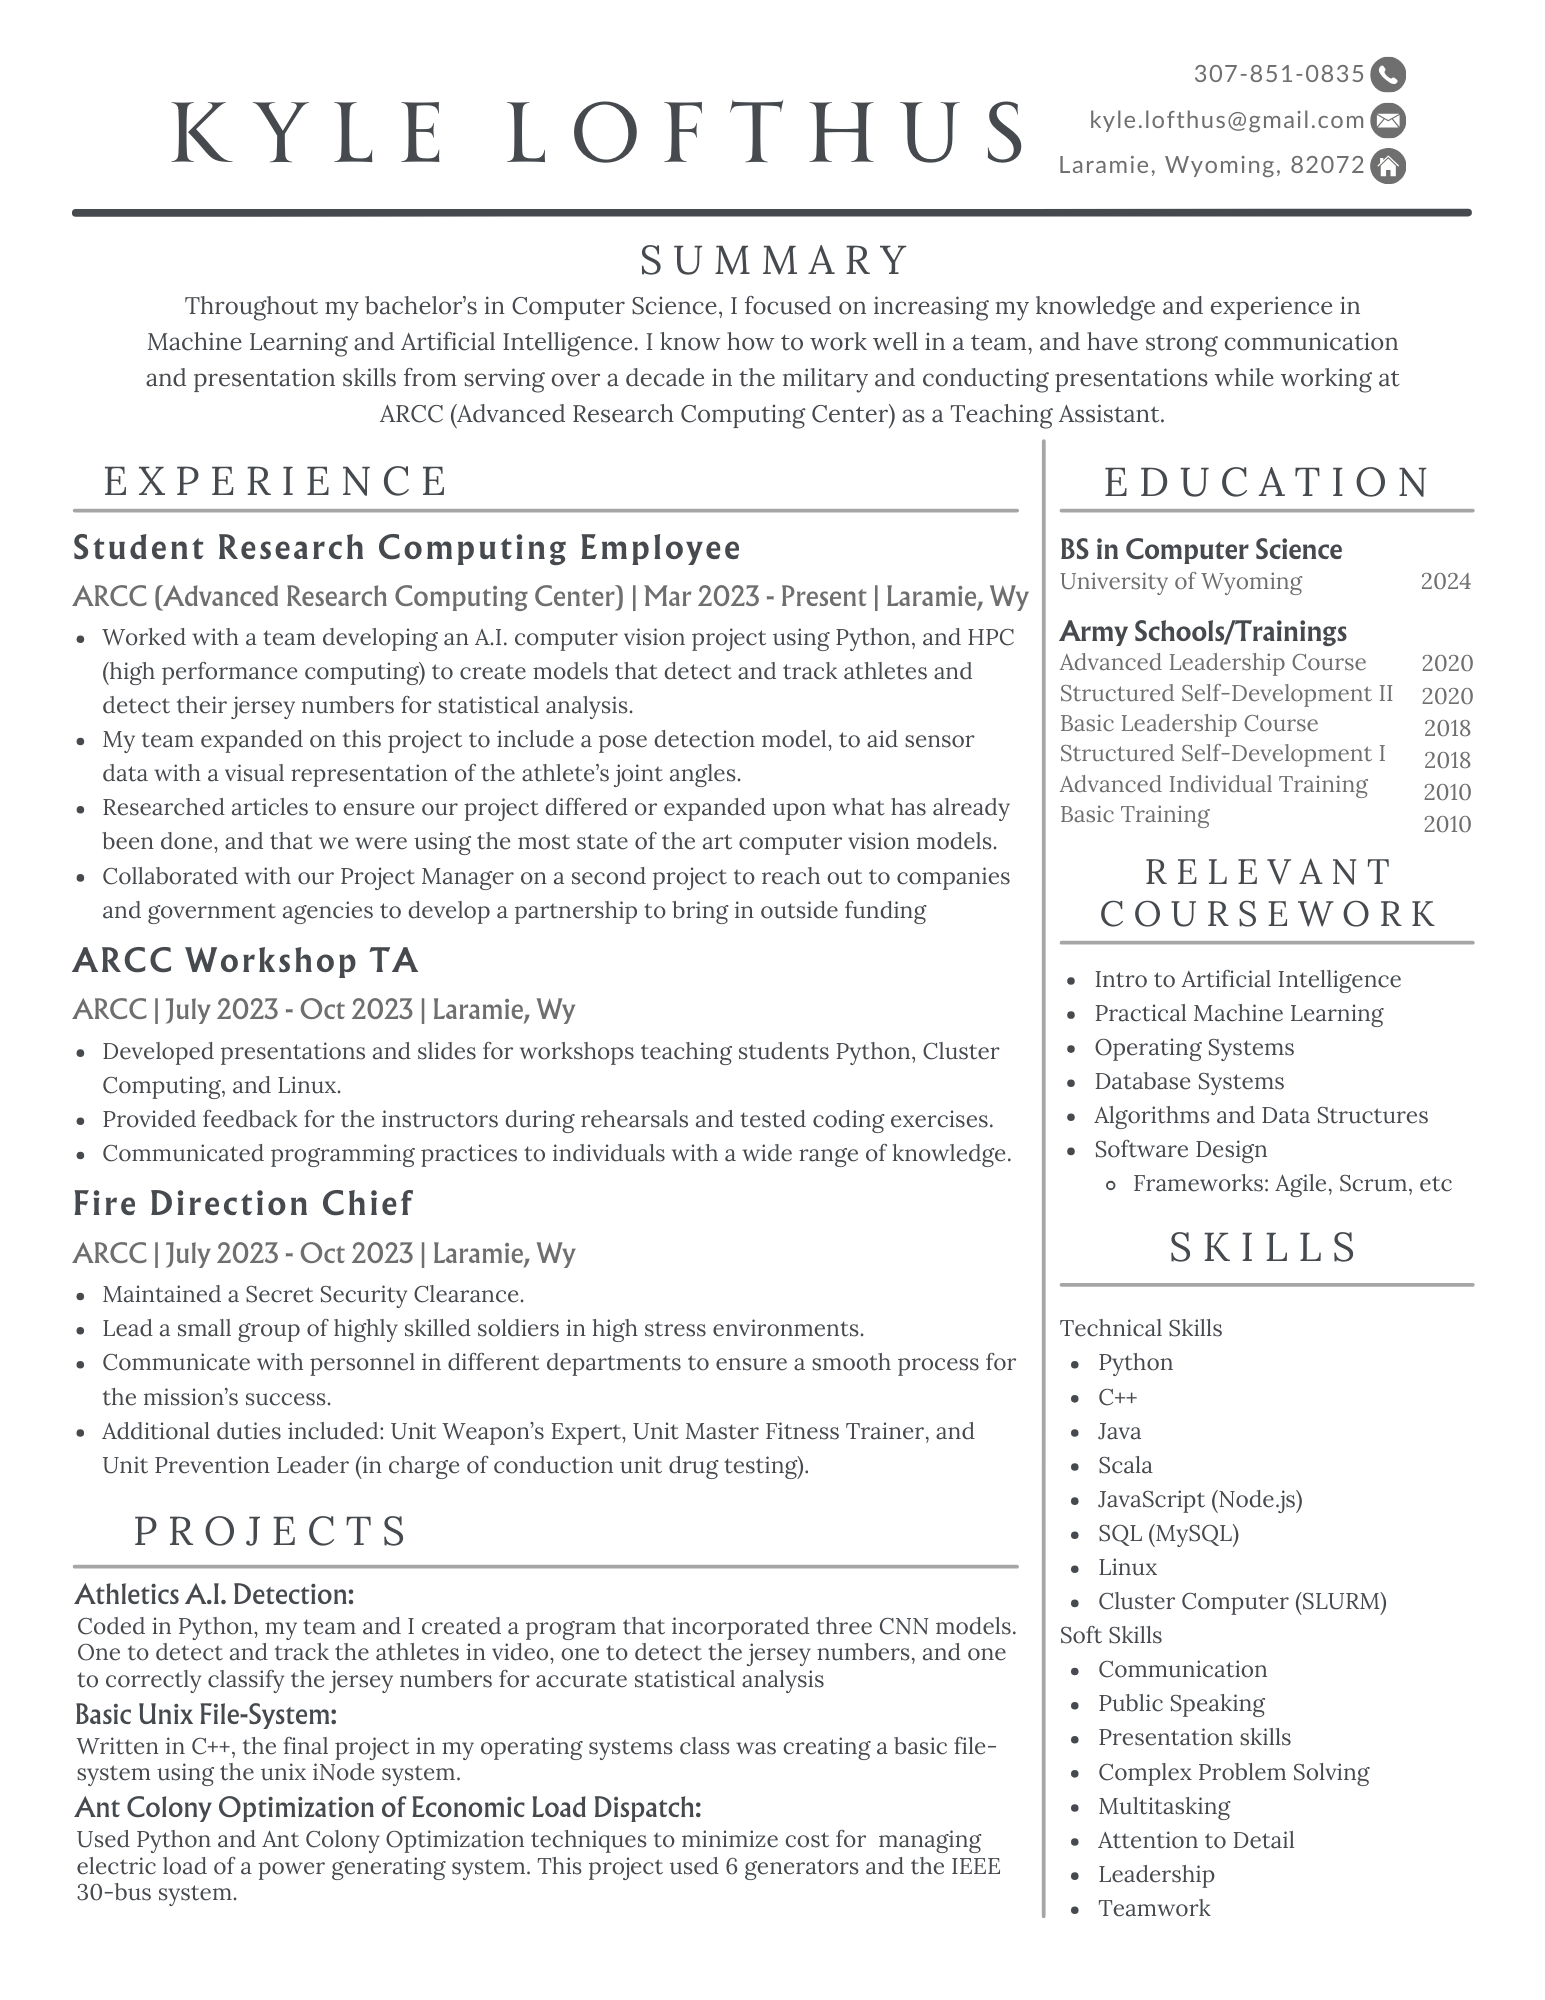 KYLE LOFTHUS
307-851-0835
kyle.lofthus@gmail.com
Laramie, Wyoming, 82072
SUMMARY
Throughout my bachelor's in Computer Science, I focused on increasing my knowledge and experience in
Machine Learning and Artificial Intelligence. I know how to work well in a team, and have strong communication
and presentation skills from serving over a decade in the military and conducting presentations while working at
ARCC (Advanced Research Computing Center) as a Teaching Assistant.
EXPERIENCE
Student Research Computing Employee
ARCC (Advanced Research Computing Center) | Mar 2023 - Present | Laramie, Wy
• Worked with a team developing an A.I. computer vision project using Python, and HPC
(high performance computing) to create models that detect and track athletes and
detect their jersey numbers for statistical analysis.
• My team expanded on this project to include a pose detection model, to aid sensor
data with a visual representation of the athlete's joint angles.
• Researched articles to ensure our project differed or expanded upon what has already
been done, and that we were using the most state of the art computer vision models.
• Collaborated with our Project Manager on a second project to reach out to companies
and government agencies to develop a partnership to bring in outside funding
ARCC Workshop TA
ARCC | July 2023 - Oct 2023 | Laramie, Wy
• Developed presentations and slides for workshops teaching students Python, Cluster
Computing, and Linux.
• Provided feedback for the instructors during rehearsals and tested coding exercises.
• Communicated programming practices to individuals with a wide range of knowledge.
Fire Direction Chief
ARCC | July 2023 - Oct 2023 | Laramie, Wy
• Maintained a Secret Security Clearance.
• Lead a small group of highly skilled soldiers in high stress environments.
• Communicate with personnel in different departments to ensure a smooth process for
the mission's success.
• Additional duties included: Unit Weapon's Expert, Unit Master Fitness Trainer, and
Unit Prevention Leader (in charge of conduction unit drug testing).
PROJECTS
Athletics A.I. Detection:
Coded in Python, my team and I created a program that incorporated three CNN models.
One to detect and track the athletes in video, one to detect the jersey numbers, and one
to correctly classify the jersey numbers for accurate statistical analysis
Basic Unix File-System:
Written in C++, the final project in my operating systems class was creating a basic file-
system using the unix iNode system.
Ant Colony Optimization of Economic Load Dispatch:
Used Python and Ant Colony Optimization techniques to minimize cost for managing
electric load of a power generating system. This project used 6 generators and the IEEE
30-bus system.
EDUCATION
BS in Computer Science
University of Wyoming 2024
Army Schools/Trainings
Advanced Leadership Course 2020
Structured Self-Development II 2020
Basic Leadership Course 2018
Structured Self-Development I 2018
Advanced Individual Training 2010
Basic Training 2010
RELEVANT
COURSEWORK
• Intro to Artificial Intelligence
• Practical Machine Learning
• Operating Systems
• Database Systems
• Algorithms and Data Structures
• Software Design
◦ Frameworks: Agile, Scrum, etc
SKILLS
Technical Skills
• Python
• C++
• Java
• Scala
• JavaScript (Node.js)
• SQL (MySQL)
• Linux
• Cluster Computer (SLURM)
Soft Skills
• Communication
• Public Speaking
• Presentation skills
• Complex Problem Solving
• Multitasking
• Attention to Detail
• Leadership
• Teamwork